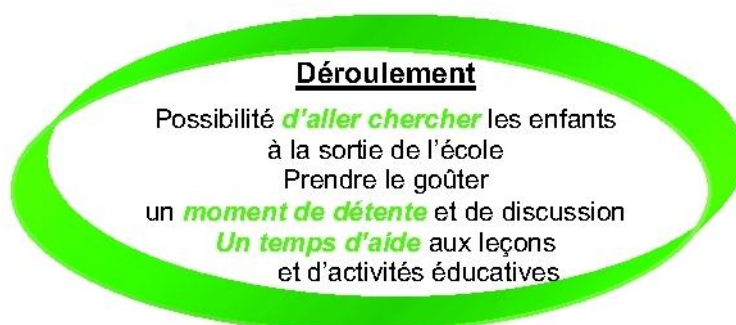 Déroulement
Possibilité d'aller chercher les enfants
à la sortie de l'école
Prendre le goûter
un moment de détente et de discussion
Un temps d'aide aux leçons
et d'activités éducatives